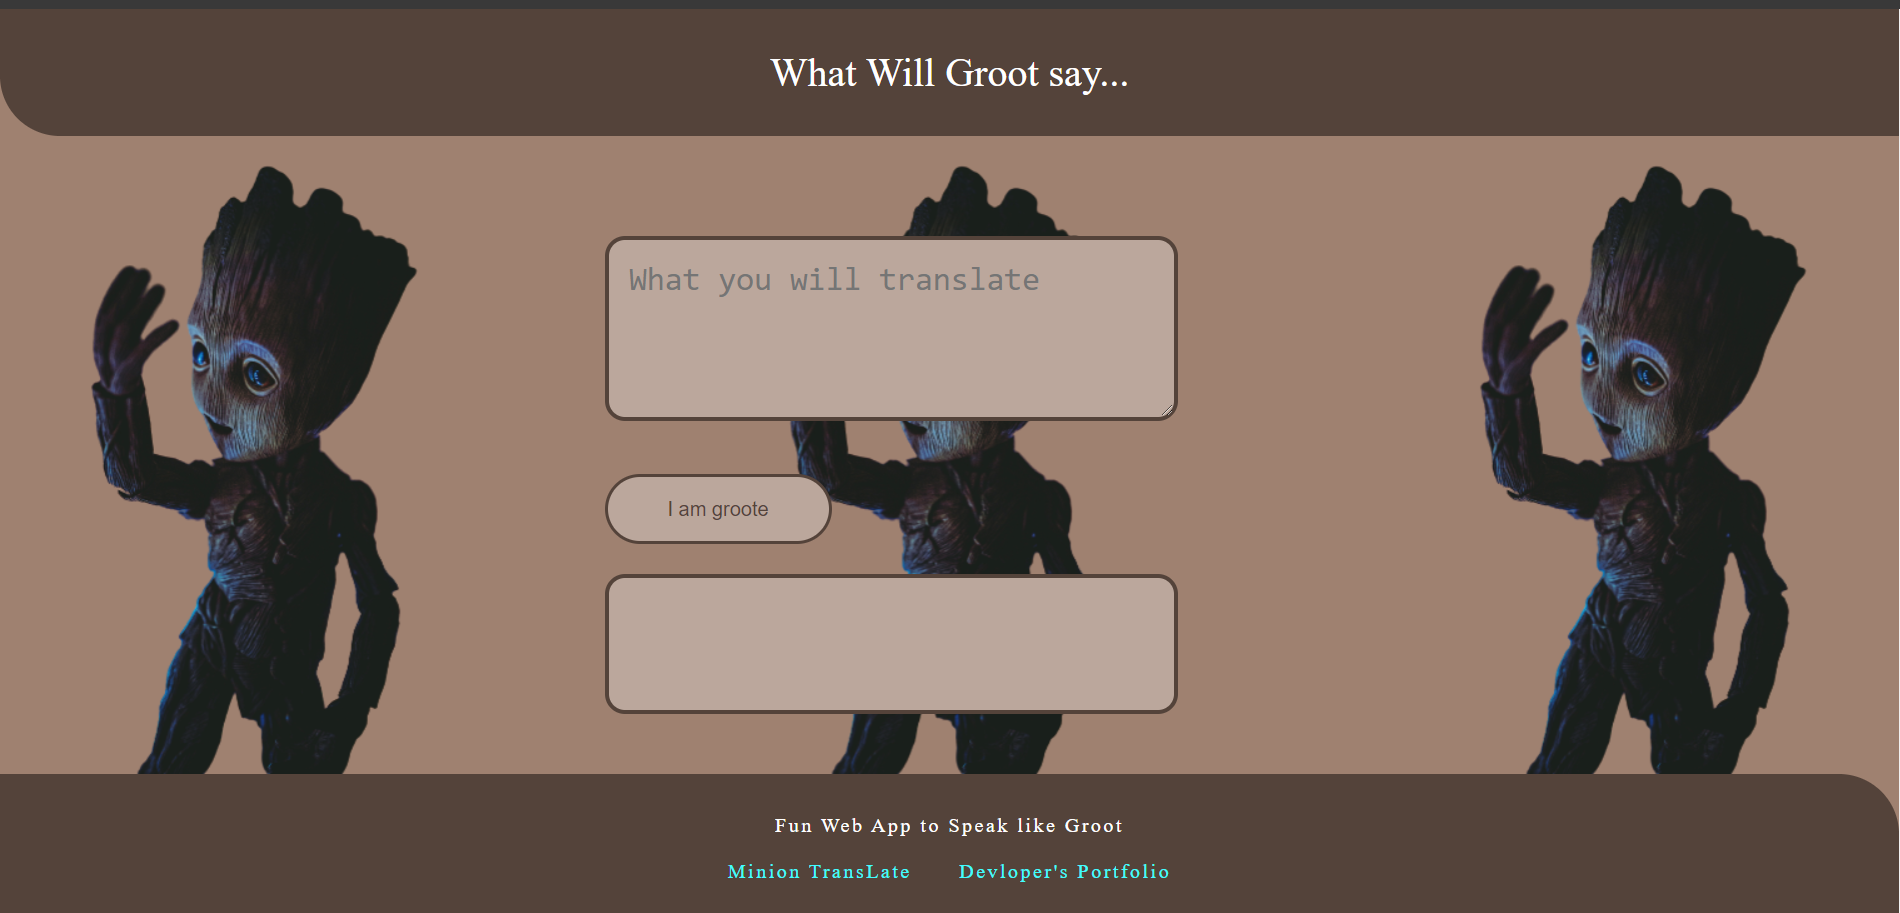 What Will Groot say...
What you will translate
I am groote
Fun Web App to Speak like Groot
Minion TransLate Devloper's Portfolio